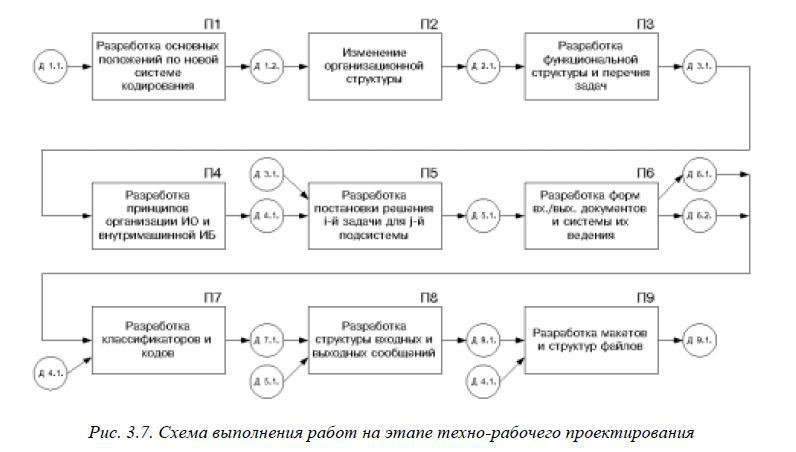 П1
П2
П3
Д 1.1.
Разработка основных
положений по новой
системе
кодирования
Д 1.2.
Изменение
организационной
структуры
Д 2.1.
Разработка
функциональной
структуры и перечня
задач
Д 3.1.
П4
П5
П6
Разработка
принципов
организации ИО и
внутримашинной ИБ
Д 3.1.
Д 4.1.
Разработка
постановки решения
i-й задачи для j-й
подсистемы
Д 5.1.
Разработка форм
вх./вых. документов
и системы их
ведения
Д 6.1.
Д 6.2.
П7
П8
П9
Д 4.1.
Разработка
классификаторов и
кодов
Д 7.1.
Д 5.1.
Разработка
структуры входных и
выходных сообщений
Д 8.1.
Д 4.1.
Разработка макетов
и структур файлов
Д 9.1.
Рис. 3.7. Схема выполнения работ на этапе техно-рабочего проектирования